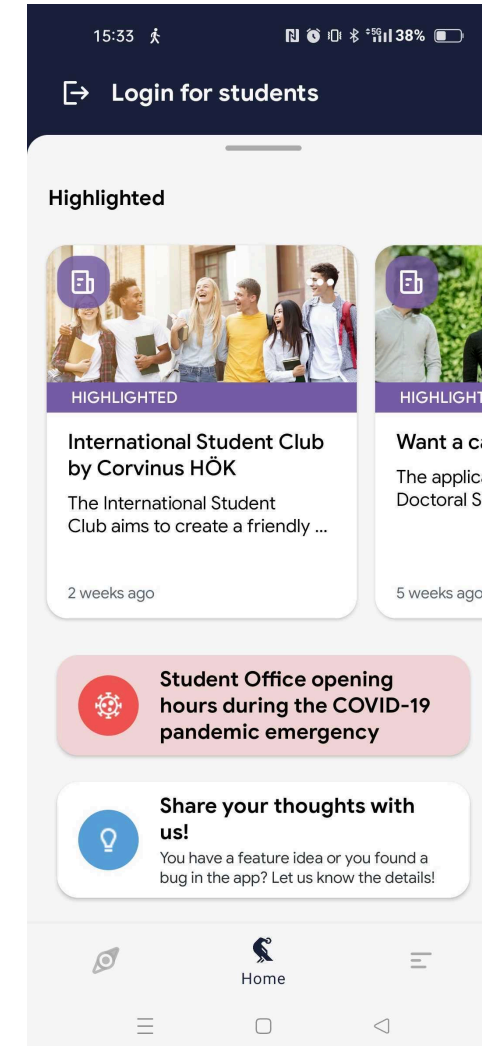 15:33
5G 38%
Login for students
Highlighted
HIGHLIGHTED
International Student Club
by Corvinus HÖK
The International Student
Club aims to create a friendly ...
2 weeks ago
HIGHLIGHT
Want a ca
The applica
Doctoral S
5 weeks ago
Student Office opening
hours during the COVID-19
pandemic emergency
Share your thoughts with
us!
You have a feature idea or you found a
bug in the app? Let us know the details!
Home